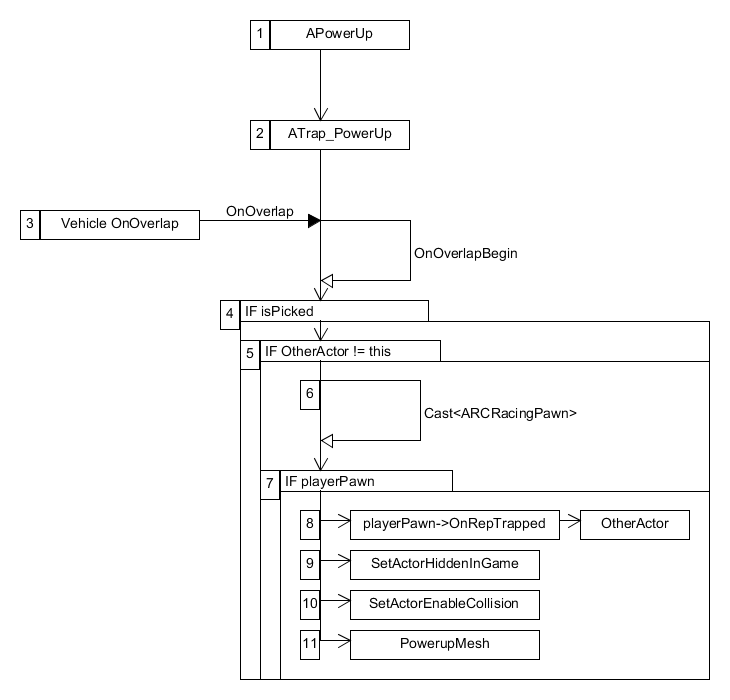 1 APowerUp
2 ATrap_PowerUp
OnOverlap
3 Vehicle OnOverlap
OnOverlapBegin
4 IF isPicked
5 IF OtherActor != this
6
Cast<ARCRacingPawn>
7 IF playerPawn
8 playerPawn->OnRepTrapped OtherActor
9 SetActorHiddenInGame
10 SetActorEnableCollision
11 PowerupMesh